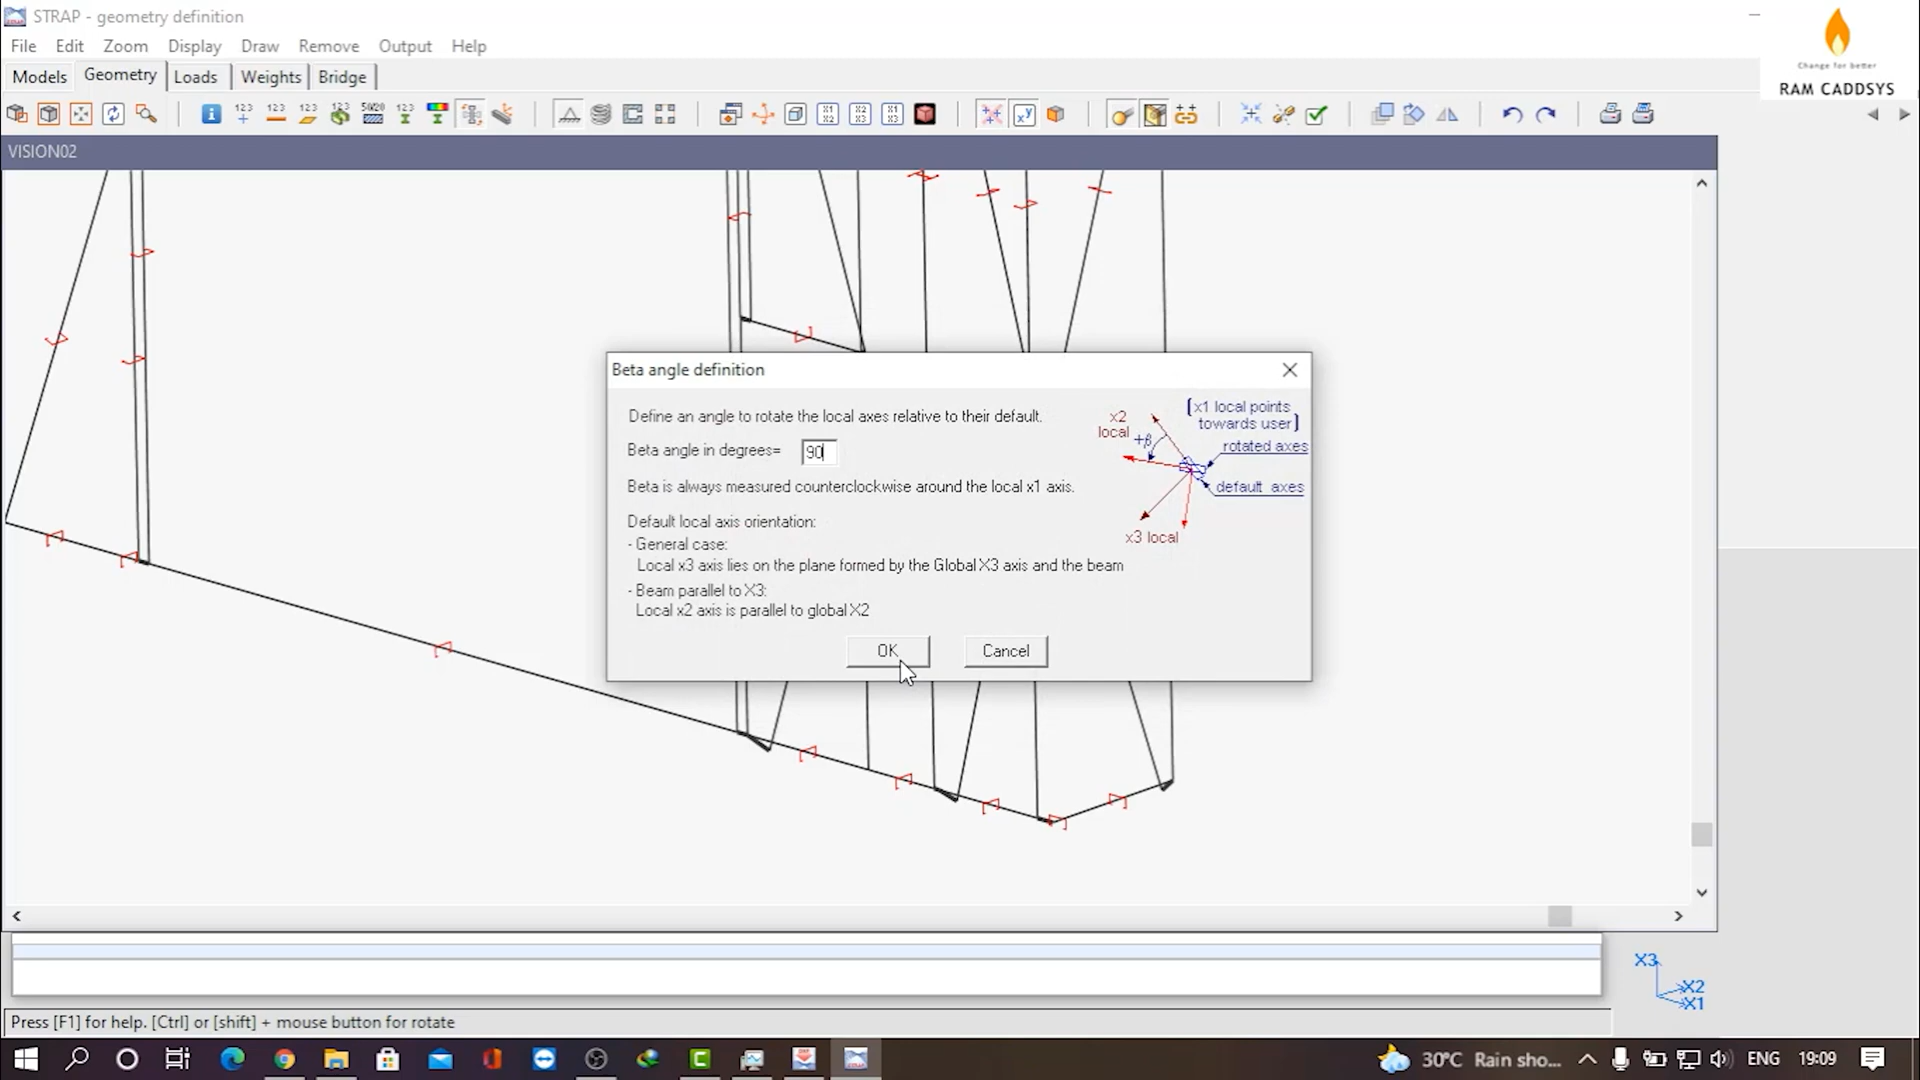 STRAP - geometry definition
File Edit Zoom Display Draw Remove Output Help
Change for better
RAM CADDSYS
Models Geometry Loads Weights Bridge
VISION02
Beta angle definition
Define an angle to rotate the local axes relative to their default.
Beta angle in degrees= 90
Beta is always measured counterclockwise around the local x1 axis.
Default local axis orientation:
- General case:
Local x3 axis lies on the plane formed by the Global X3 axis and the beam
- Beam parallel to X3:
Local x2 axis is parallel to global X2
x2
local
+β
[x1 local points
towards user]
rotated axes
default axes
x3 local
OK Cancel
X3
X2
X1
Press [F1] for help. [Ctrl] or [shift] + mouse button for rotate
30°C Rain sho... ENG 19:09